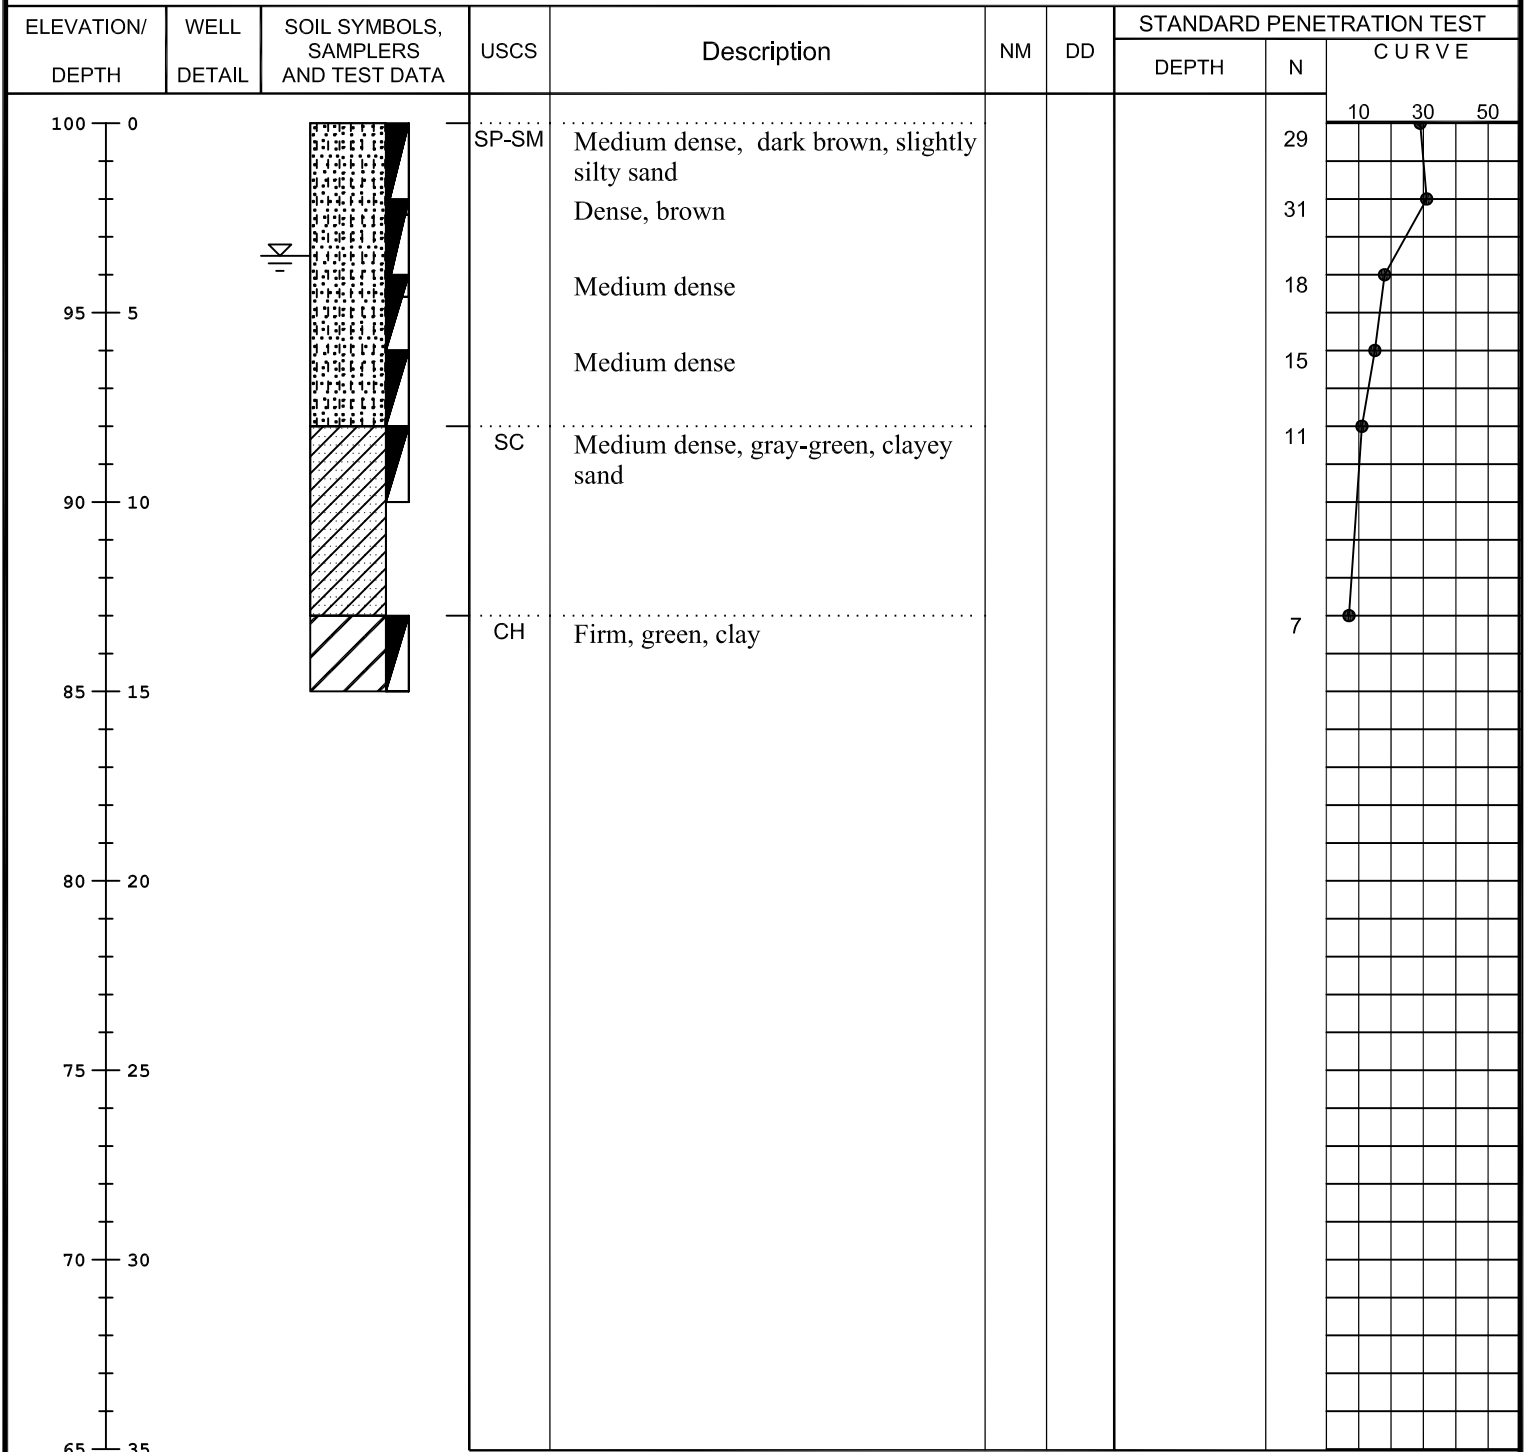 ELEVATION/
DEPTH
WELL
DETAIL
SOIL SYMBOLS,
SAMPLERS
AND TEST DATA
USCS
Description
NM
DD
STANDARD PENETRATION TEST
DEPTH
N
CURVE
10 30 50
100 0
SP-SM
Medium dense, dark brown, slightly
silty sand
29
Dense, brown
31
Medium dense
18
95 5
Medium dense
15
SC
Medium dense, gray-green, clayey
sand
11
90 10
CH
Firm, green, clay
7
85 15
80 20
75 25
70 30
65 35